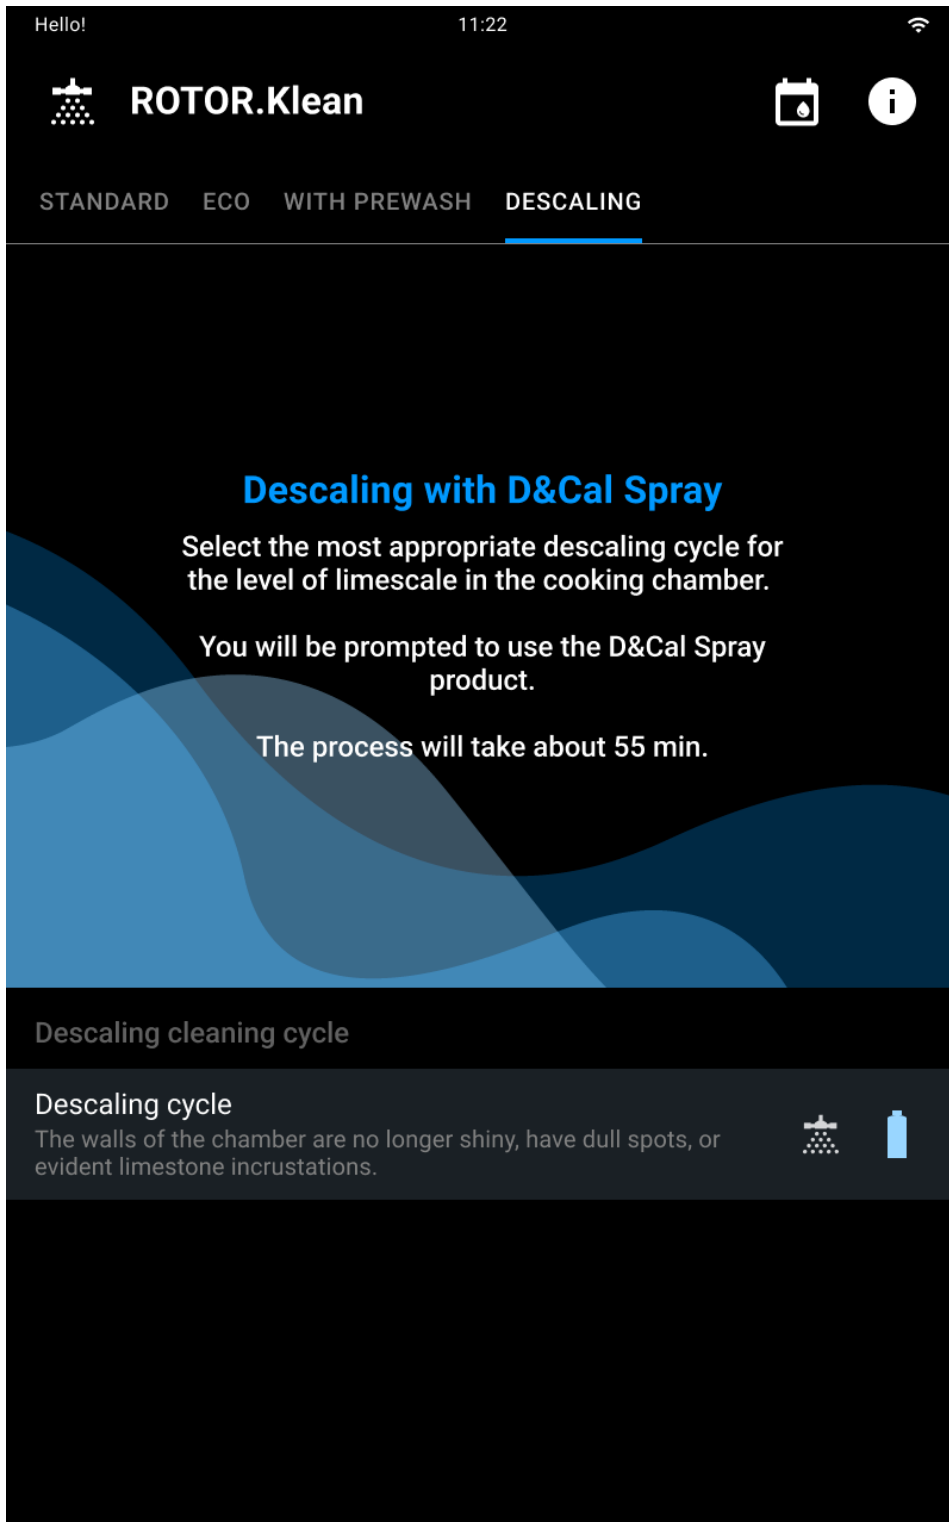 Hello!
11:22
ROTOR.Klean
STANDARD
ECO
WITH PREWASH
DESCALING
Descaling with D&Cal Spray
Select the most appropriate descaling cycle for
the level of limescale in the cooking chamber.
You will be prompted to use the D&Cal Spray
product.
The process will take about 55 min.
Descaling cleaning cycle
Descaling cycle
The walls of the chamber are no longer shiny, have dull spots, or
evident limestone incrustations.